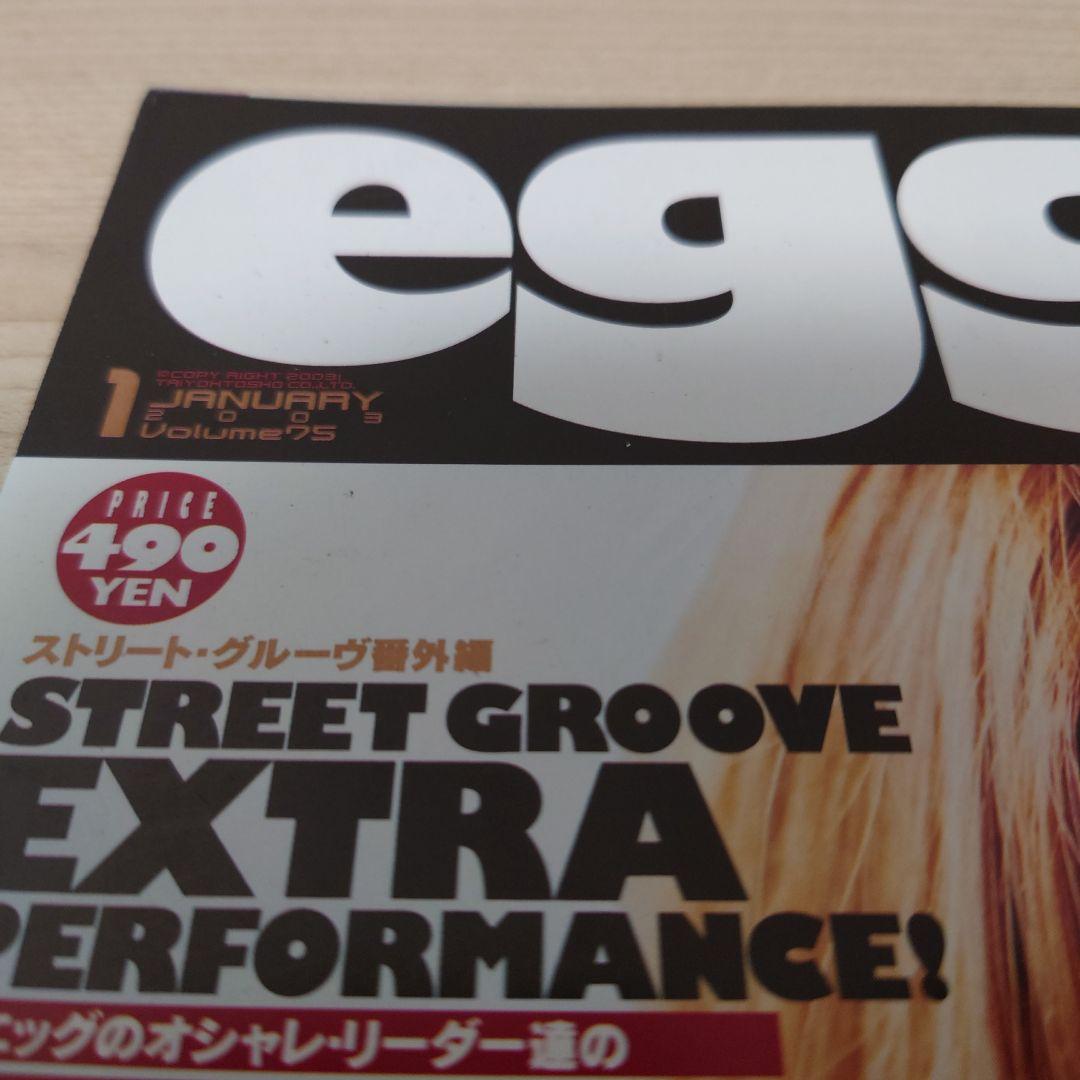 egg
1
©COPY RIGHT 2003!
TAIYOHTOSHO CO.,LTD.
JANUARY
2003
Volume75
PRICE
490
YEN
ストリート・グルーヴ番外編
STREET GROOVE
EXTRA
PERFORMANCE!
エッグのオシャレ・リーダー達の